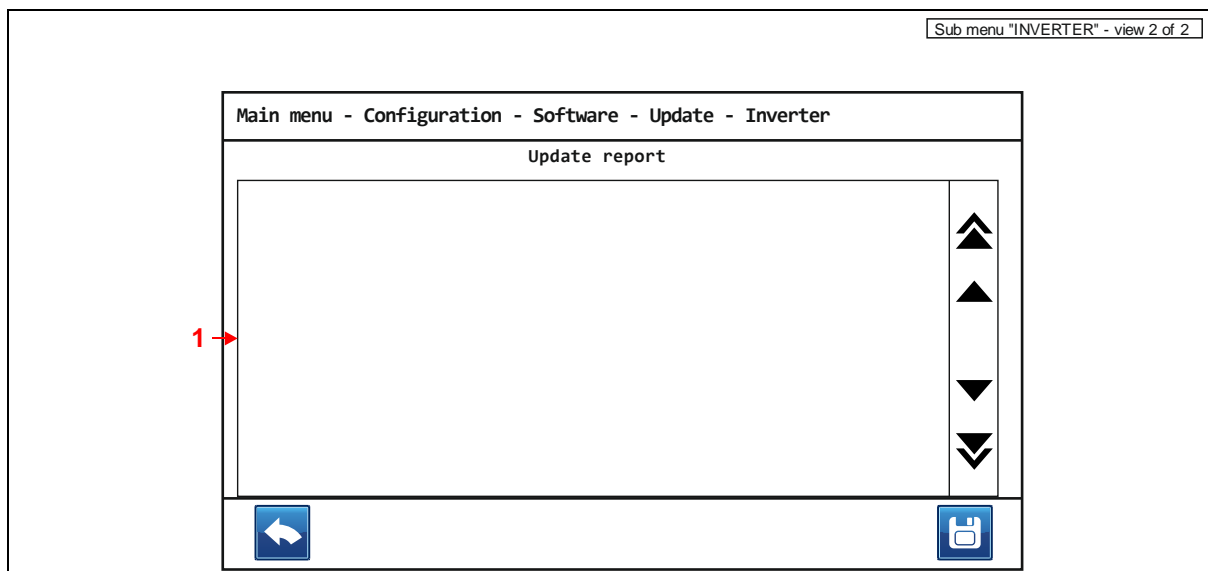 Sub menu "INVERTER" - view 2 of 2
Main menu - Configuration - Software - Update - Inverter
Update report
1